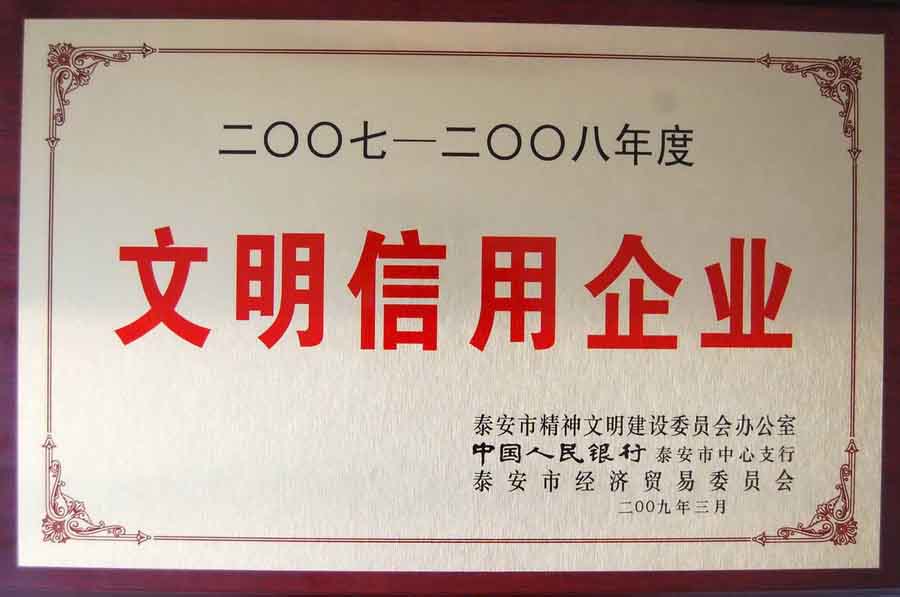 二〇〇七—二〇〇八年度
文明信用企业
泰安市精神文明建设委员会办公室
中国人民银行 泰安市中心支行
泰安市经济贸易委员会
二00九年三月